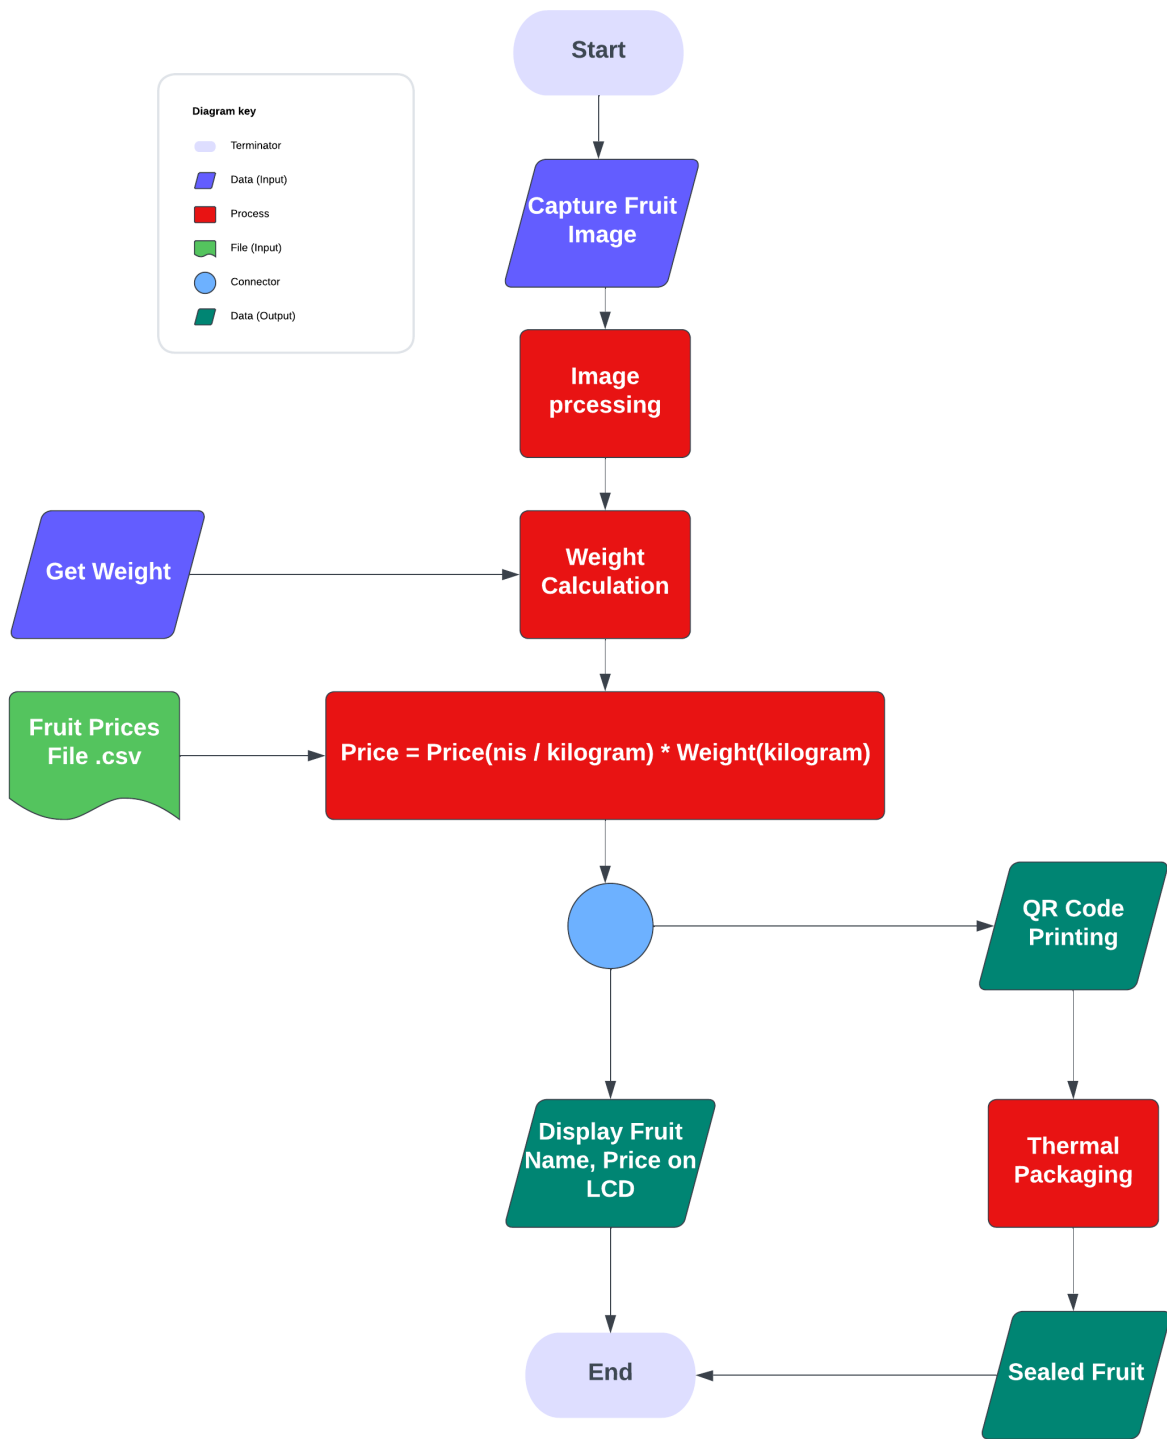 Start
Diagram key
Terminator
Data (Input)
Process
File (Input)
Connector
Data (Output)
Capture Fruit
Image
Image
prcessing
Get Weight
Weight
Calculation
Fruit Prices
File .csv
Price = Price(nis / kilogram) * Weight(kilogram)
QR Code
Printing
Display Fruit
Name, Price on
LCD
Thermal
Packaging
End
Sealed Fruit